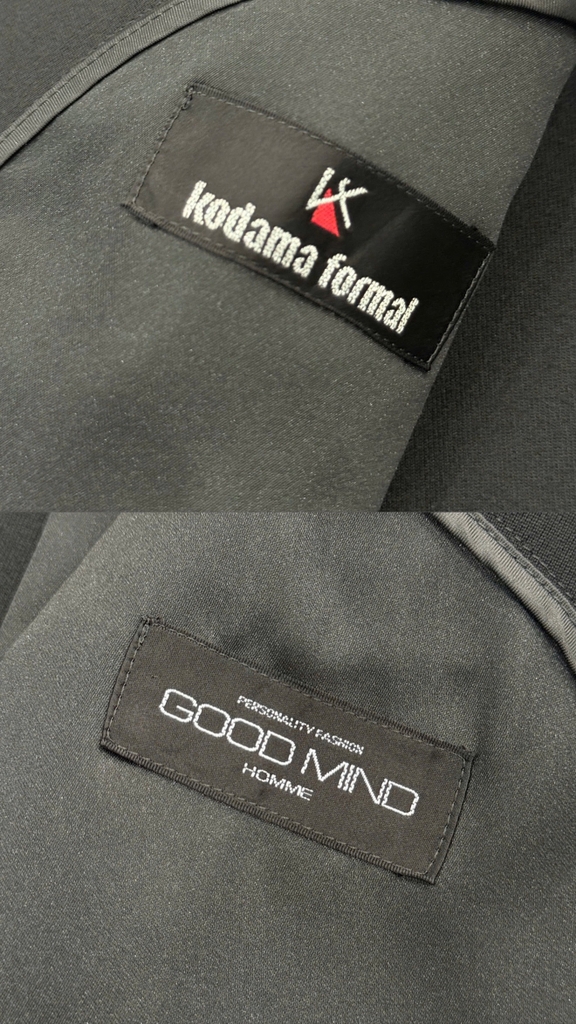 kodama formal
PERSONALITY FASHION
GOOD MIND
HOMME